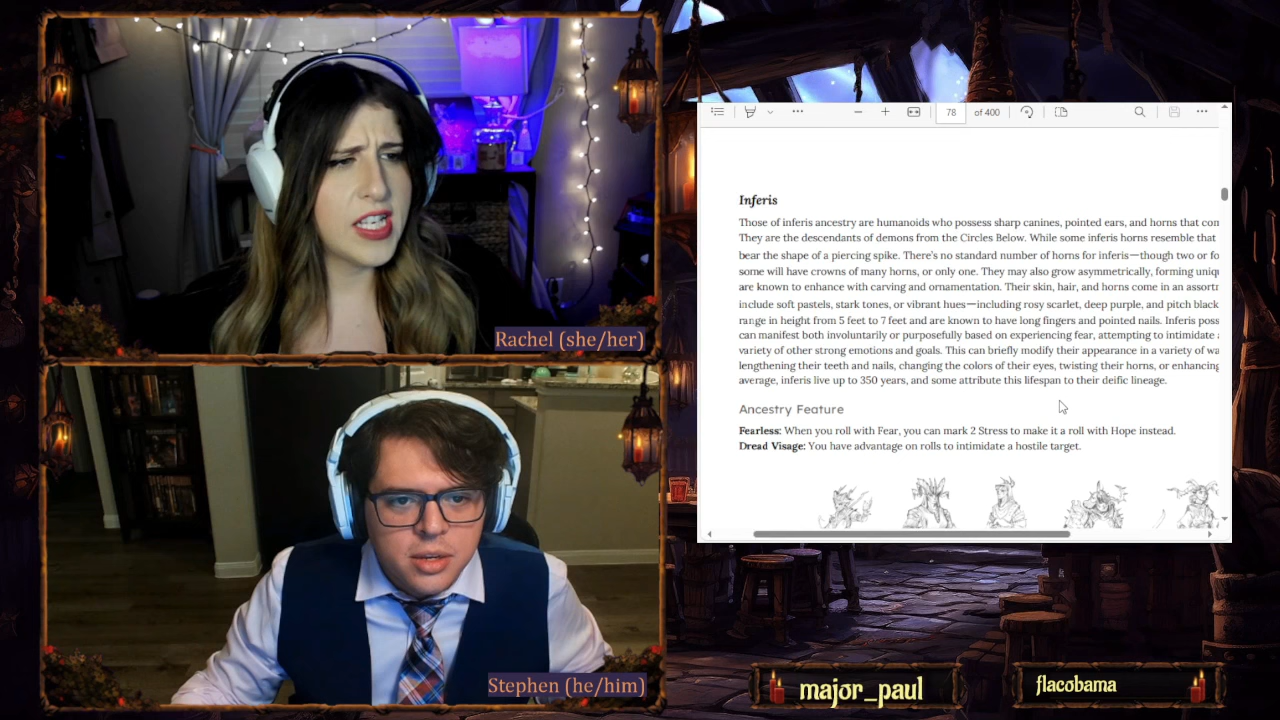 Rachel (she/her)
Stephen (he/him)
78 of 400
Inferis
Those of inferis ancestry are humanoids who possess sharp canines, pointed ears, and horns that
They are the descendants of demons from the Circles Below. While some inferis horns resemble that
bear the shape of a piercing spike. There's no standard number of horns for inferis—though two or
some will have crowns of many horns, or only one. They may also grow asymmetrically, forming
are known to enhance with carving and ornamentation. Their skin, hair, and horns come in an
include soft pastels, stark tones, or vibrant hues—including rosy scarlet, deep purple, and pitch black
range in height from 5 feet to 7 feet and are known to have long fingers and pointed nails. Inferis
can manifest both involuntarily or purposefully based on experiencing fear, attempting to intimidate
variety of other strong emotions and goals. This can briefly modify their appearance in a variety of
lengthening their teeth and nails, changing the colors of their eyes, twisting their horns, or enhancing
average, inferis live up to 350 years, and some attribute this lifespan to their deific lineage.
Ancestry Feature
Fearless: When you roll with Fear, you can mark 2 Stress to make it a roll with Hope instead.
Dread Visage: You have advantage on rolls to intimidate a hostile target.
major_paul
flacobama